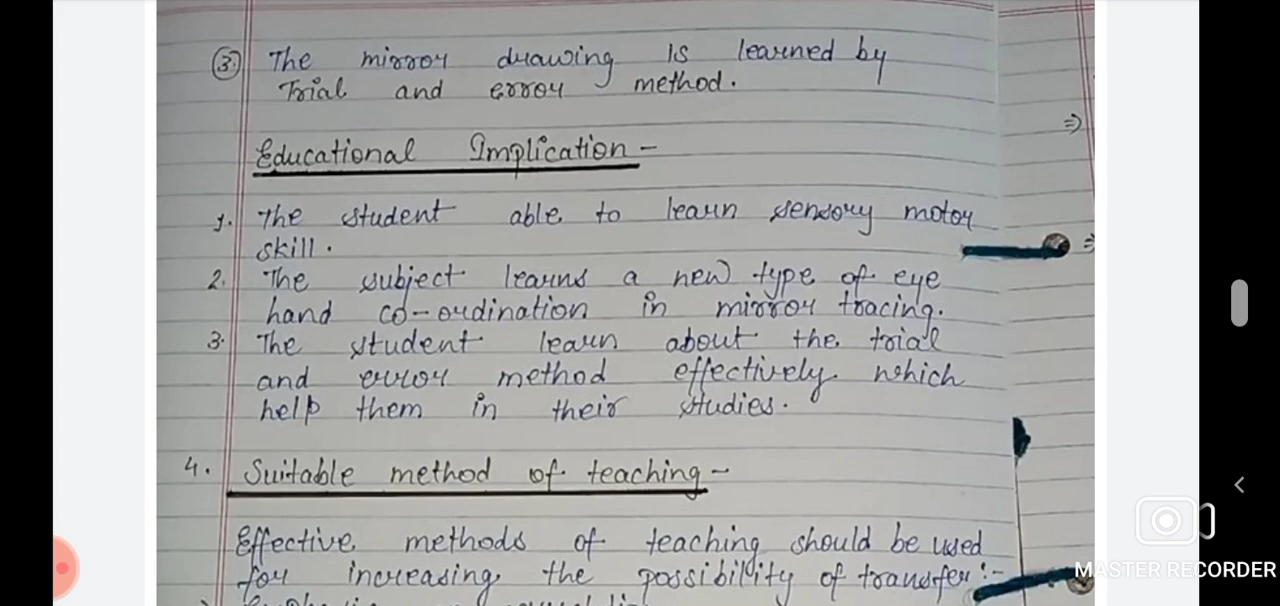 ③ The mirror drawing is learned by
Trial and error method.
Educational Implication -
1. The student able to learn sensory motor
skill.
2. The subject learns a new type of eye
hand co-ordination in mirror tracing.
3. The student learn about the trial
and error method effectively which
help them in their studies.
4. Suitable method of teaching -
Effective methods of teaching should be used
for increasing the possibility of transfer :-
MASTER RECORDER